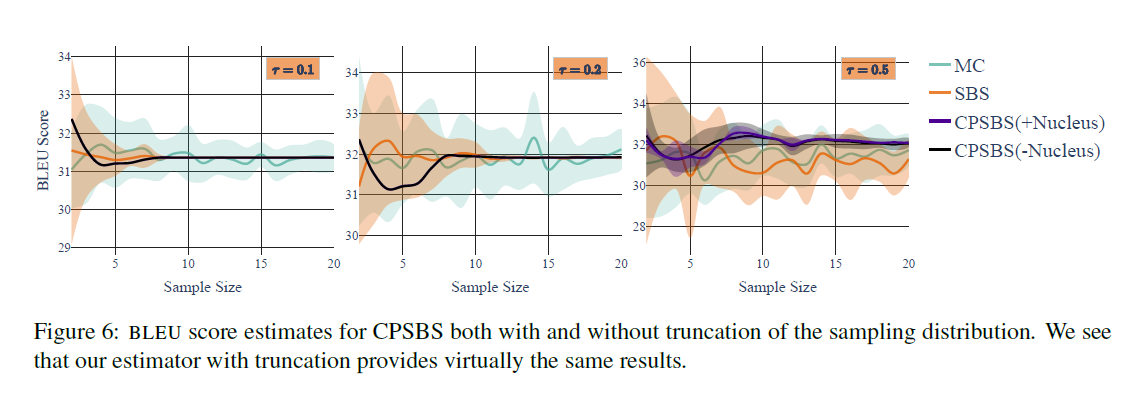 34
33
32
31
30
29
5
10
15
20
BLEU Score
Sample Size
τ = 0.1
34
33
32
31
30
5
10
15
20
Sample Size
τ = 0.2
36
34
32
30
28
5
10
15
20
Sample Size
τ = 0.5
MC
SBS
CPSBS(+Nucleus)
CPSBS(-Nucleus)
Figure 6: BLEU score estimates for CPSBS both with and without truncation of the sampling distribution. We see
that our estimator with truncation provides virtually the same results.